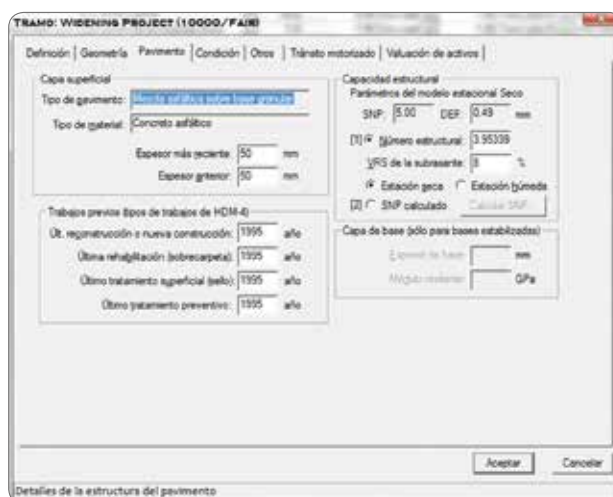 TRAMO: WIDENING PROJECT (10000/FAIR)
Definición | Geometría | Pavimento | Condición | Otros | Tránsito motorizado | Valuación de activos
Capa superficial
Tipo de pavimento: Mezcla asfáltica sobre base granular
Tipo de material: Concreto asfáltico
Espesor más reciente: 50 mm
Espesor anterior: 50 mm
Trabajos previos (tipos de trabajos de HDM-4)
Últ. reconstrucción o nueva construcción: 1995 año
Última rehabilitación (sobrecarpeta): 1995 año
Último tratamiento superficial (sello): 1995 año
Último tratamiento preventivo: 1995 año
Capacidad estructural
Parámetros del modelo estacional Seco
SNP: 5.00 DEF: 0.49 mm
[1] Número estructural: 3.95339
VRS de la subrasante: 8 %
Estación seca Estación húmeda
[2] SNP calculado Calcular SNP
Capa de base (sólo para bases estabilizadas)
Espesor de base: mm
Módulo resiliente: GPa
Aceptar Cancelar
Detalles de la estructura del pavimento